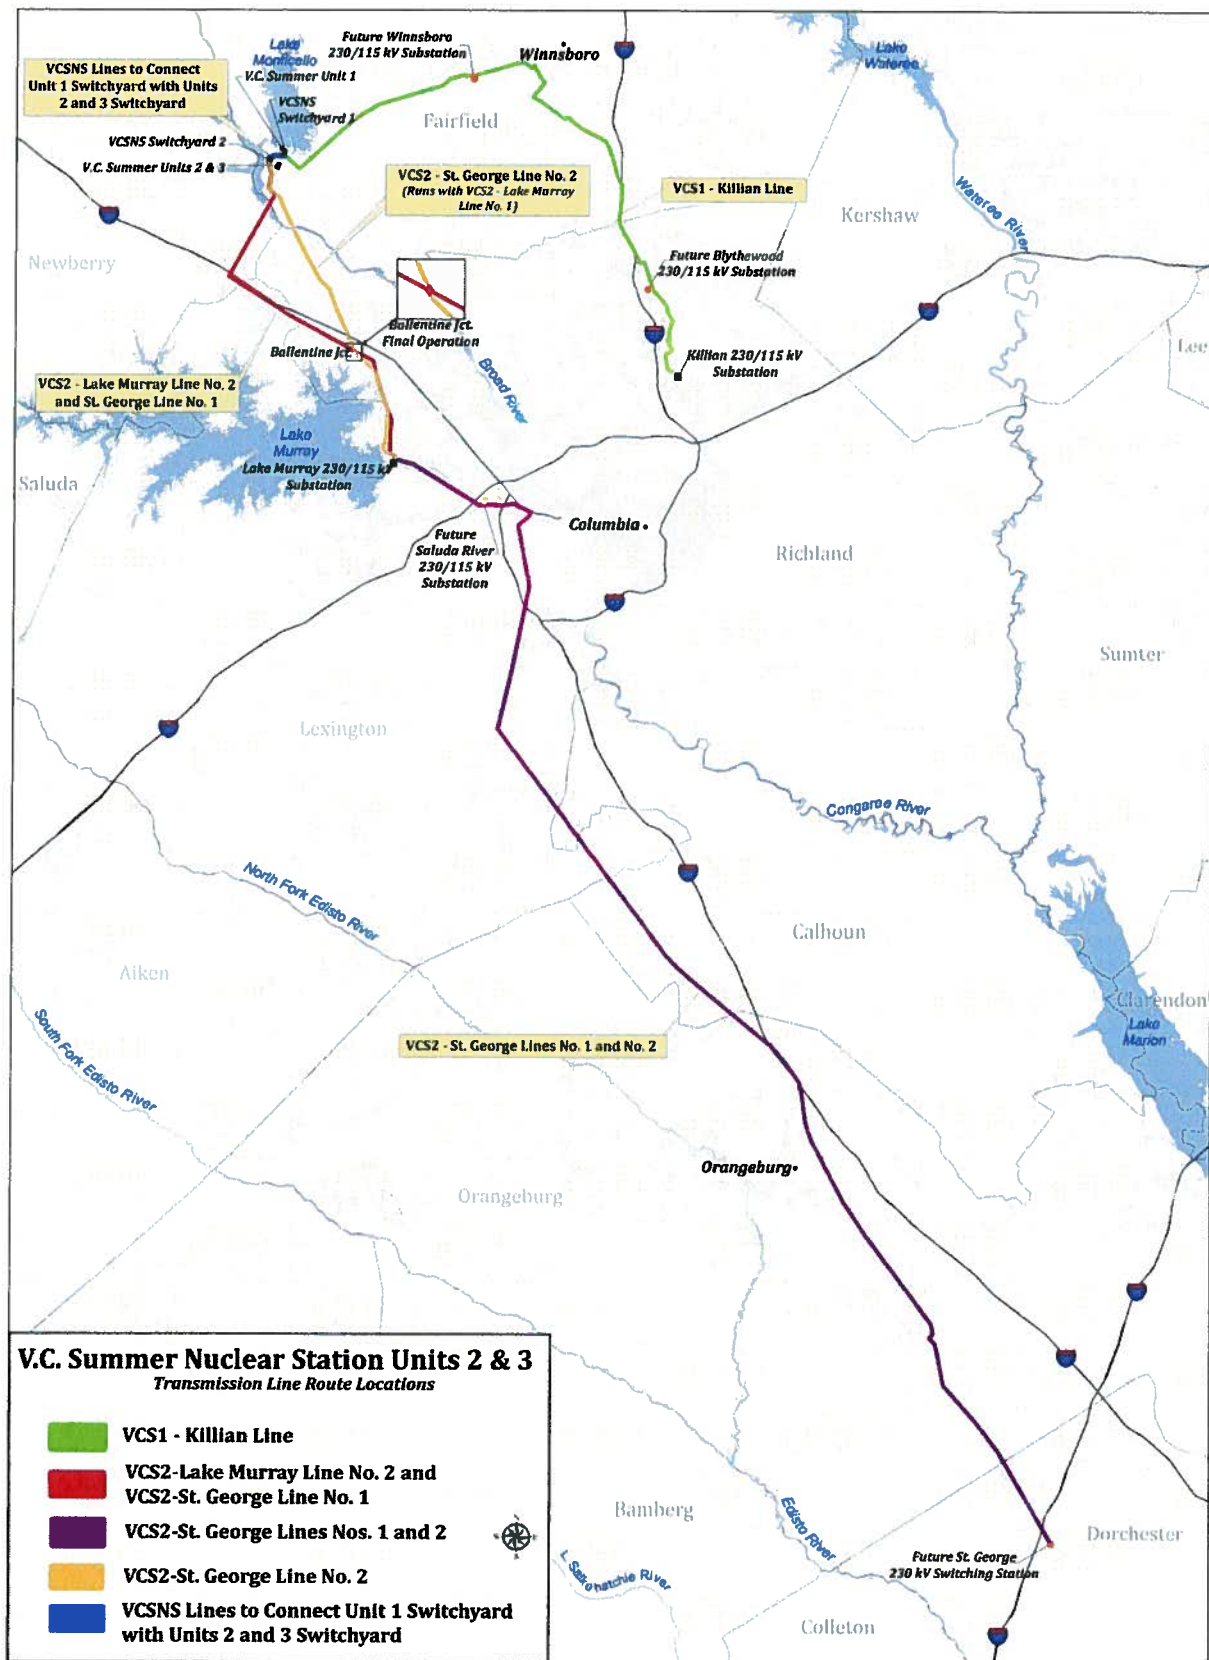 Future Winnsboro
230/115 kV Substation
Winnsboro
Lake
Monticello
V.C. Summer Unit 1
Lake
Wateree
VCSNS Lines to Connect
Unit 1 Switchyard with Units
2 and 3 Switchyard
VCSNS
Switchyard 1
Fairfield
VCSNS Switchyard 2
V.C. Summer Units 2 & 3
VCS2 - St. George Line No. 2
(Runs with VCS2 - Lake Murray
Line No. 1)
VCS1 - Killian Line
Kershaw
Wateree River
Newberry
Future Blythewood
230/115 kV Substation
Ballentine Jct.
Final Operation
Ballentine Jct.
Lee
Killian 230/115 kV
Substation
Broad River
VCS2 - Lake Murray Line No. 2
and St. George Line No. 1
Lake
Murray
Lake Murray 230/115 kV
Substation
Saluda
Columbia
Future
Saluda River
230/115 kV
Substation
Richland
Sumter
Lexington
Congaree River
North Fork Edisto River
Calhoun
Aiken
Clarendon
Lake
Marion
South Fork Edisto River
VCS2 - St. George Lines No. 1 and No. 2
Orangeburg
Orangeburg
V.C. Summer Nuclear Station Units 2 & 3
Transmission Line Route Locations
VCS1 - Killian Line
VCS2-Lake Murray Line No. 2 and
VCS2-St. George Line No. 1
VCS2-St. George Lines Nos. 1 and 2
VCS2-St. George Line No. 2
VCSNS Lines to Connect Unit 1 Switchyard
with Units 2 and 3 Switchyard
Bamberg
Edisto River
Dorchester
Future St. George
230 kV Switching Station
L. Salkehatchie River
Colleton